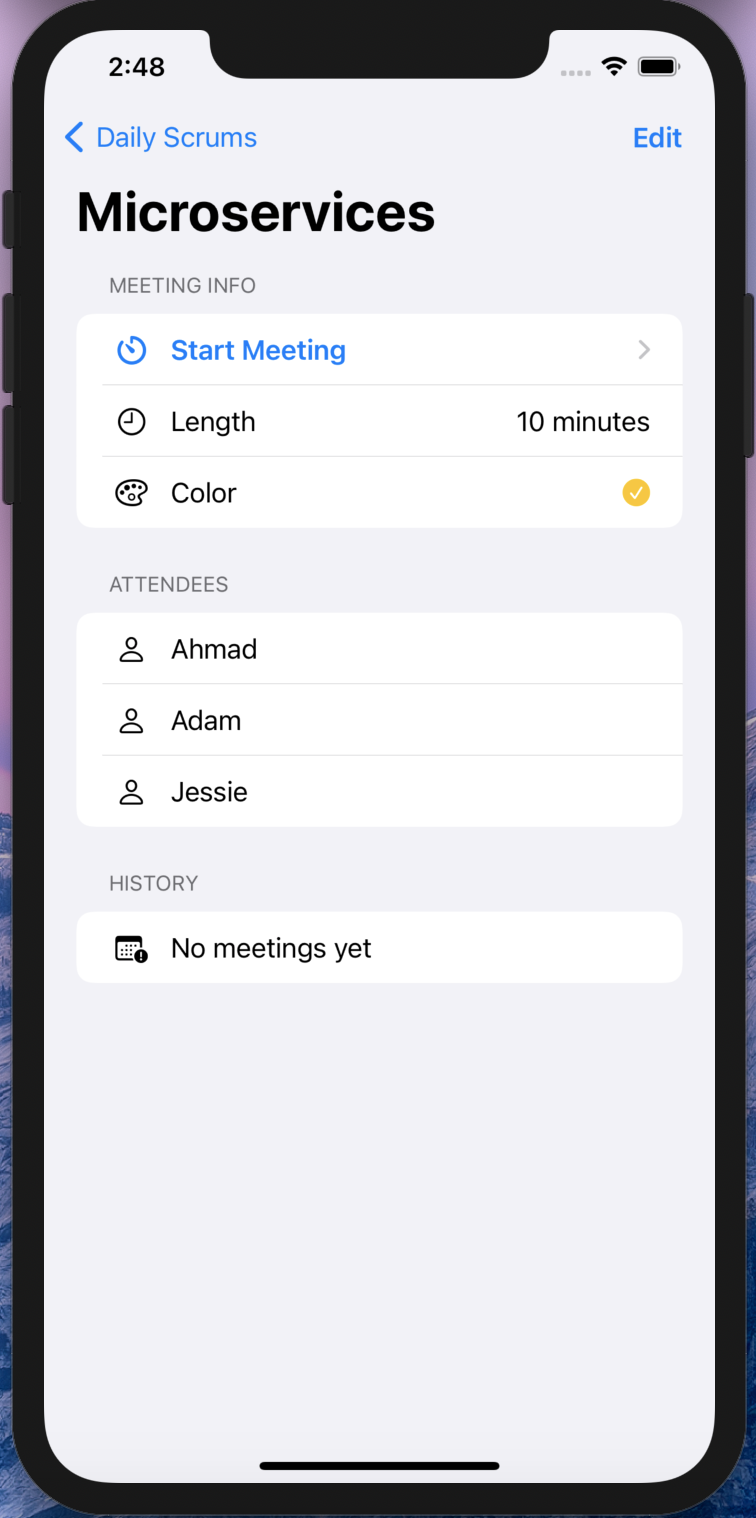 2:48
Daily Scrums Edit
Microservices
MEETING INFO
Start Meeting
Length 10 minutes
Color
ATTENDEES
Ahmad
Adam
Jessie
HISTORY
No meetings yet